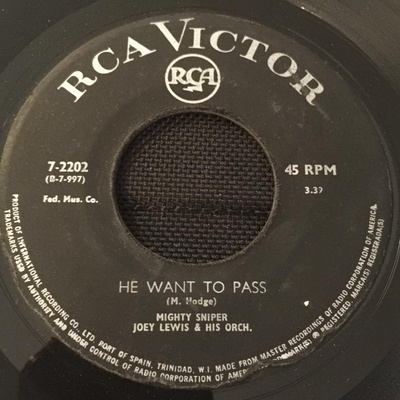 RCA VICTOR
RCA
7-2202
(B-7-997)
Fed. Mus. Co.
45 RPM
3.37
HE WANT TO PASS
(M. Hodge)
MIGHTY SNIPER
JOEY LEWIS & HIS ORCH.
PRODUCT OF INTERNATIONAL RECORDING CO. LTD. PORT OF SPAIN, TRINIDAD, W.I. MADE FROM MASTER RECORDINGS OF RADIO CORPORATION OF AMERICA.
TRADEMARKS USED BY AUTHORITY AND UNDER CONTROL OF RADIO CORPORATION OF AMERICA
® REGISTERED, MARCA(S) REGISTRADA(S)